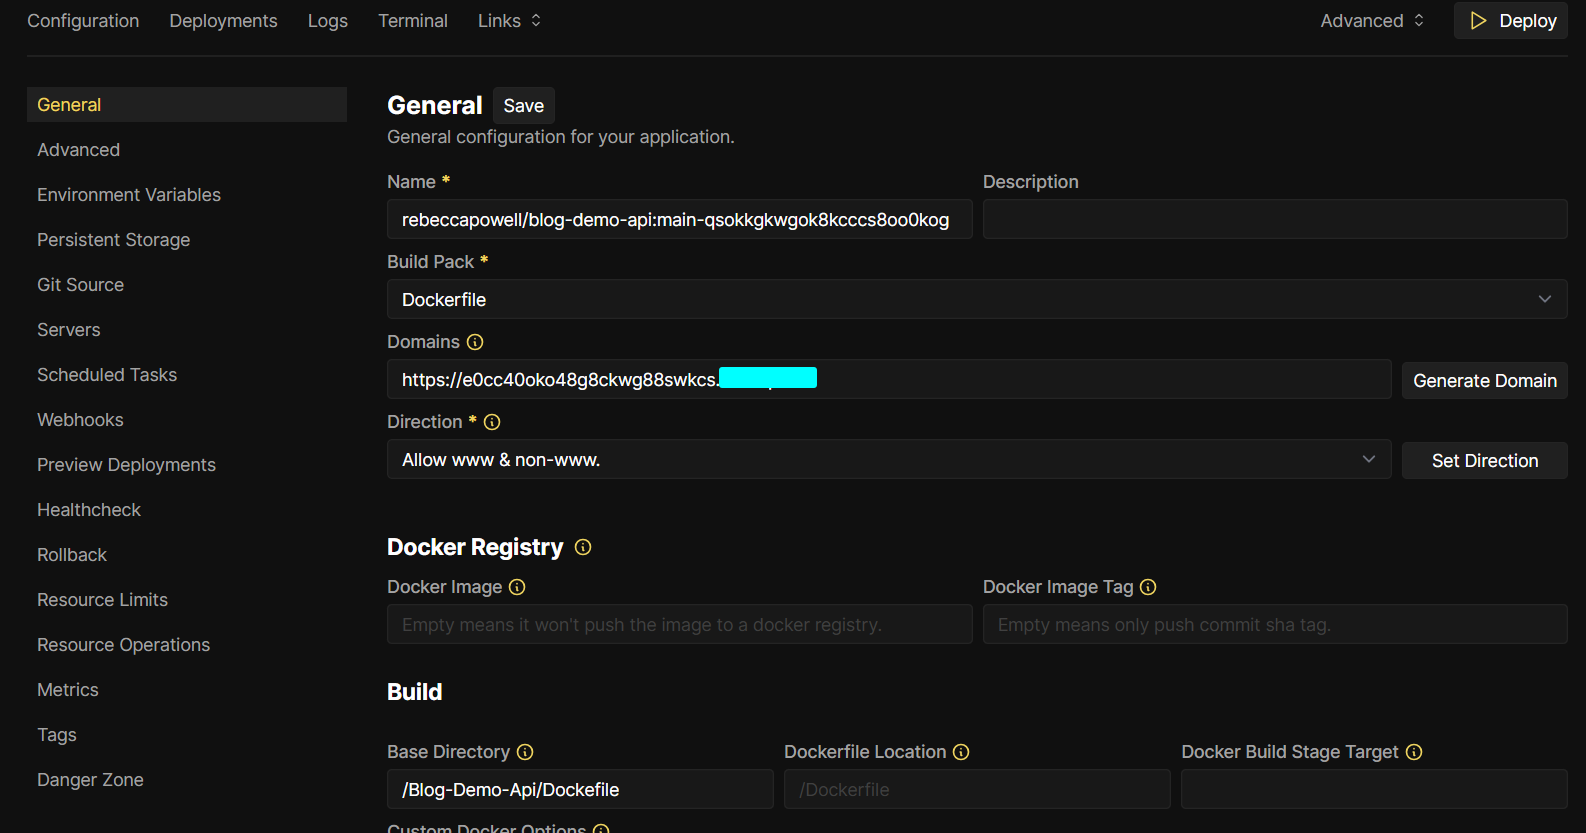 Configuration Deployments Logs Terminal Links Advanced Deploy
General
Advanced
Environment Variables
Persistent Storage
Git Source
Servers
Scheduled Tasks
Webhooks
Preview Deployments
Healthcheck
Rollback
Resource Limits
Resource Operations
Metrics
Tags
Danger Zone
General Save
General configuration for your application.
Name * Description
rebeccapowell/blog-demo-api:main-qsokkgkwgok8kcccs8oo0kog
Build Pack *
Dockerfile
Domains
https://e0cc40oko48g8ckwg88swkcs. Generate Domain
Direction *
Allow www & non-www. Set Direction
Docker Registry
Docker Image Docker Image Tag
Empty means it won't push the image to a docker registry. Empty means only push commit sha tag.
Build
Base Directory Dockerfile Location Docker Build Stage Target
/Blog-Demo-Api/Dockefile /Dockerfile
Custom Docker Options